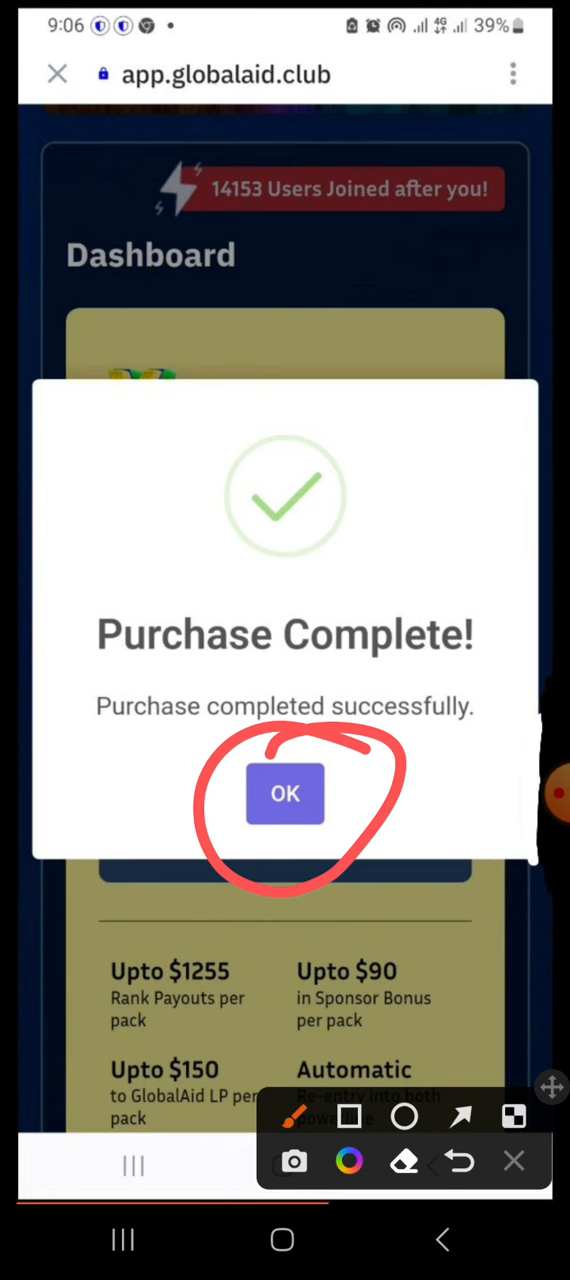 9:06
4G
39%
app.globalaid.club
14153 Users Joined after you!
Dashboard
Purchase Complete!
Purchase completed successfully.
OK
Upto $1255
Rank Payouts per
pack
Upto $90
in Sponsor Bonus
per pack
Upto $150
to GlobalAid LP per
pack
Automatic
Re-entry into both